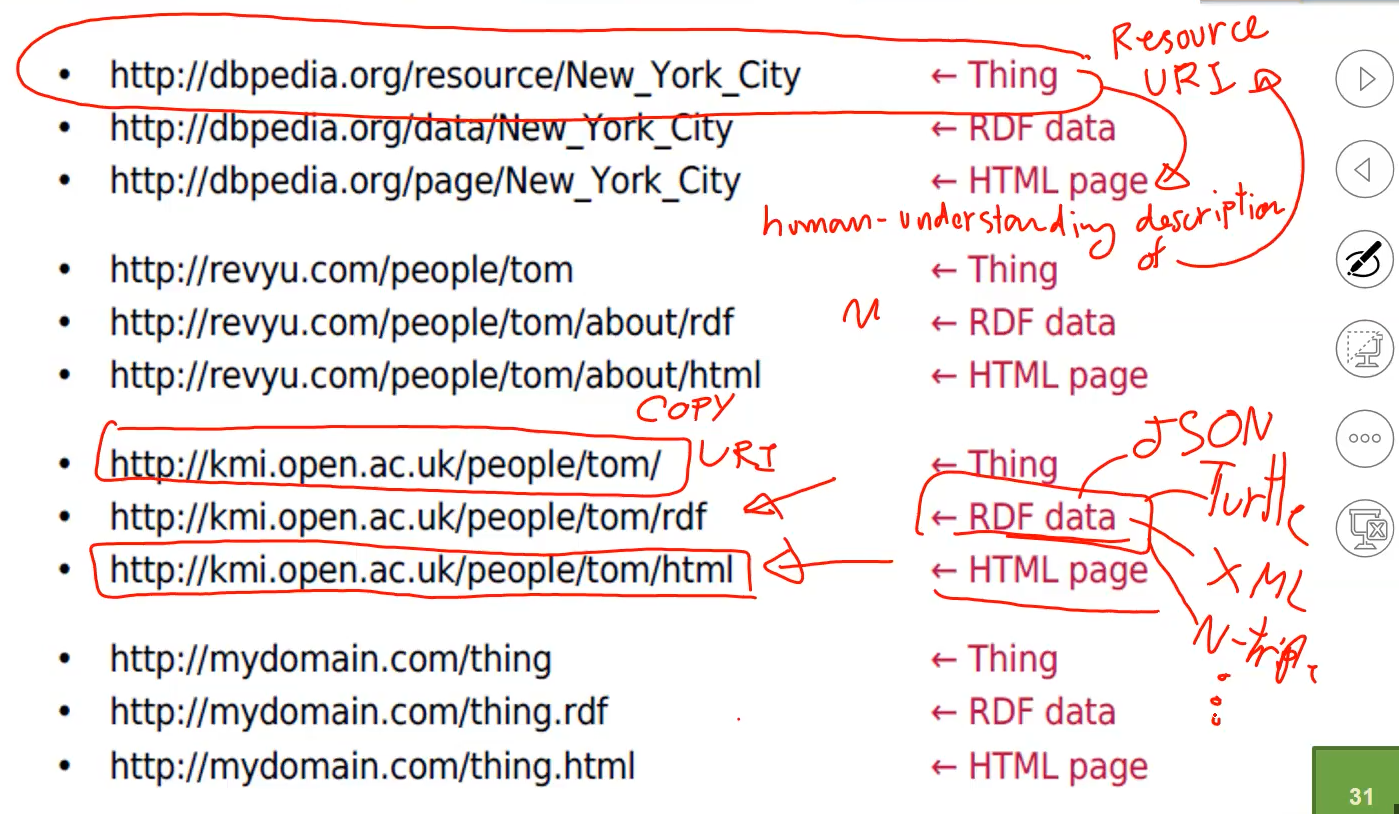 Resource
• http://dbpedia.org/resource/New_York_City ← Thing URI
• http://dbpedia.org/data/New_York_City ← RDF data
• http://dbpedia.org/page/New_York_City ← HTML page
human-understanding description
of
• http://revyu.com/people/tom ← Thing
• http://revyu.com/people/tom/about/rdf ← RDF data
• http://revyu.com/people/tom/about/html ← HTML page
COPY
URI
• http://kmi.open.ac.uk/people/tom/ ← Thing
JSON
• http://kmi.open.ac.uk/people/tom/rdf ← RDF data
Turtle
• http://kmi.open.ac.uk/people/tom/html ← HTML page
XML
N-triple
• http://mydomain.com/thing ← Thing
• http://mydomain.com/thing.rdf ← RDF data
• http://mydomain.com/thing.html ← HTML page
31